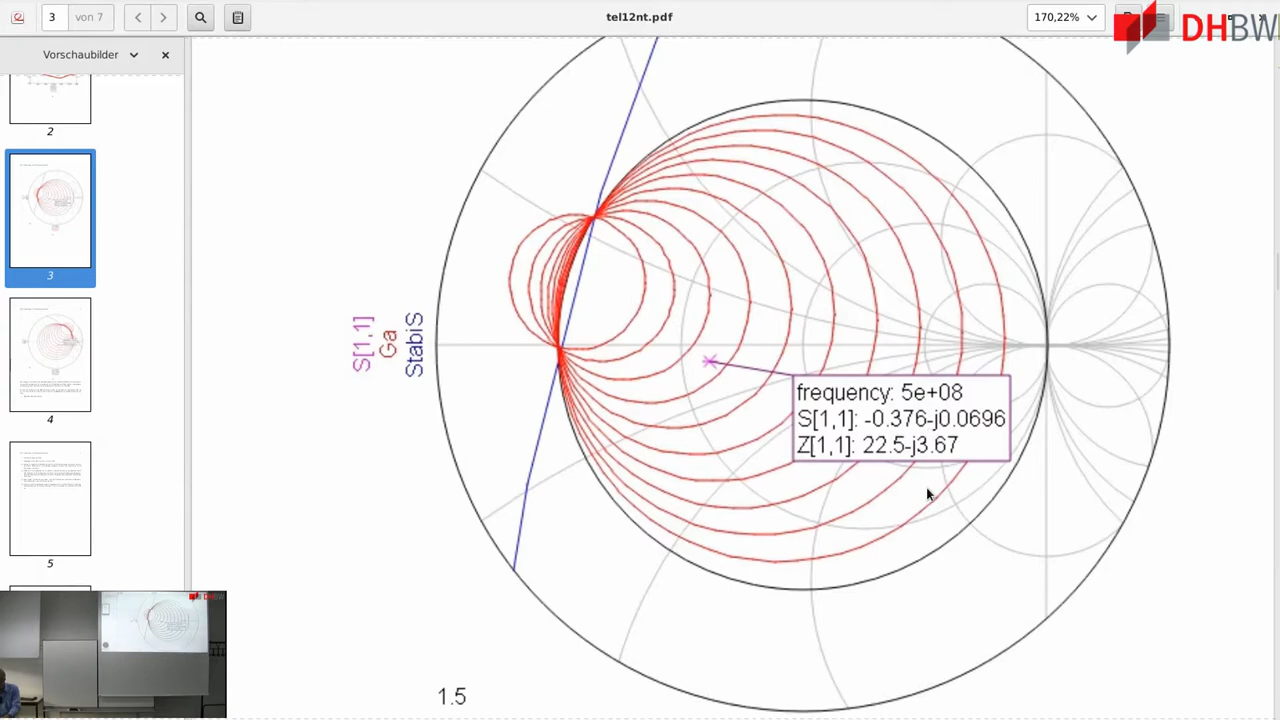 3
von 7
tel12nt.pdf
170,22%
DHBW
Vorschaubilder
2
3
4
5
S[1,1]
Ga
StabiS
frequency: 5e+08
S[1,1]: -0.376-j0.0696
Z[1,1]: 22.5-j3.67
1.5